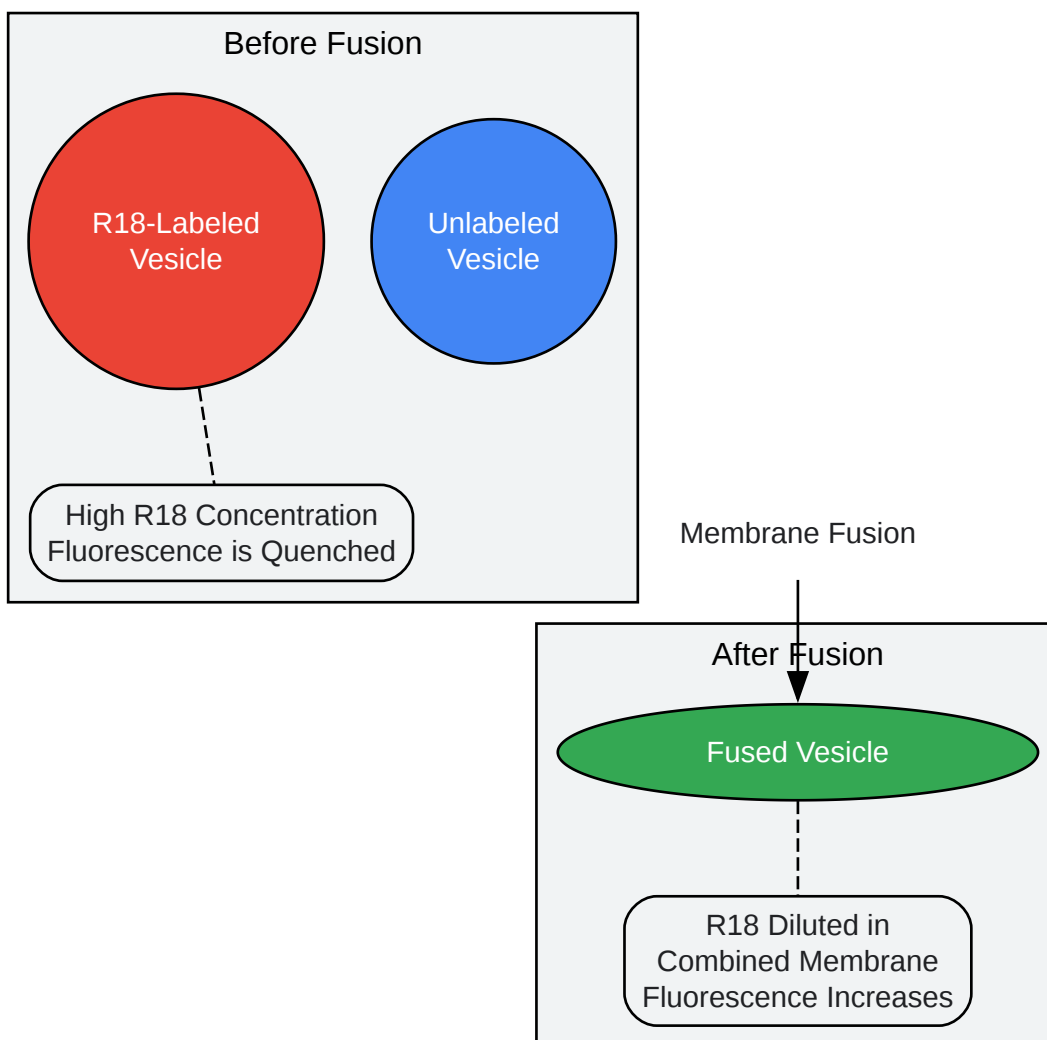 Before Fusion
R18-Labeled
Vesicle
Unlabeled
Vesicle
High R18 Concentration
Fluorescence is Quenched
Membrane Fusion
After Fusion
Fused Vesicle
R18 Diluted in
Combined Membrane
Fluorescence Increases